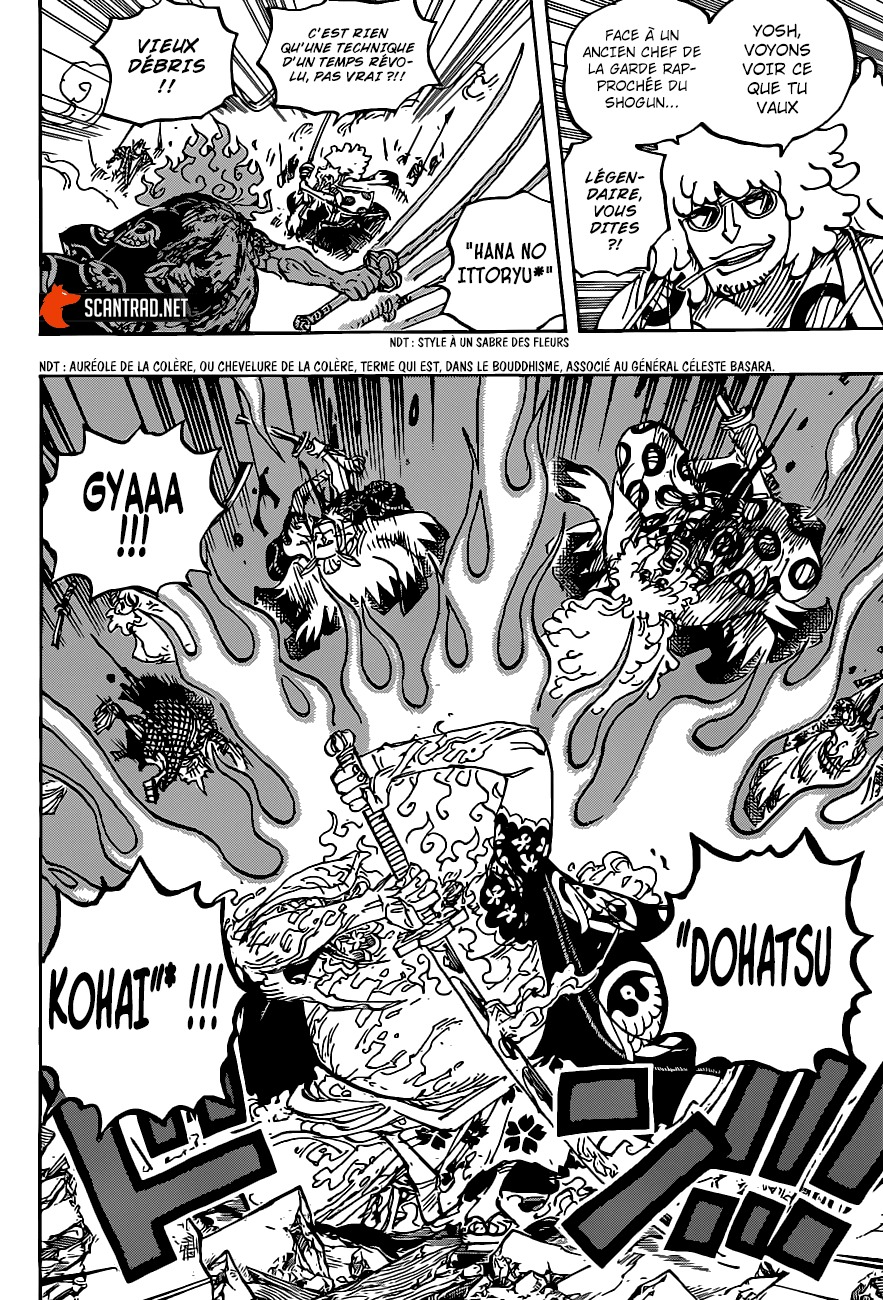 YOSH,
VOYONS
VOIR CE
QUE TU
VAUX
FACE À UN
ANCIEN CHEF DE
LA GARDE RAP-
PROCHÉE DU
SHOGUN...
LÉGEN-
DAIRE,
VOUS
DITES
?!
C'EST RIEN
QU'UNE TECHNIQUE
D'UN TEMPS RÉVO-
LU, PAS VRAI ?!!
VIEUX
DÉBRIS
!!
"HANA NO
ITTORYU*"
SCANTRAD.NET
NDT : STYLE À UN SABRE DES FLEURS
NDT : AURÉOLE DE LA COLÈRE, OU CHEVELURE DE LA COLÈRE, TERME QUI EST, DANS LE BOUDDHISME, ASSOCIÉ AU GÉNÉRAL CÉLESTE BASARA.
GYAAA
!!!
"DOHATSU
KOHAI"* !!!
ドンッ!!